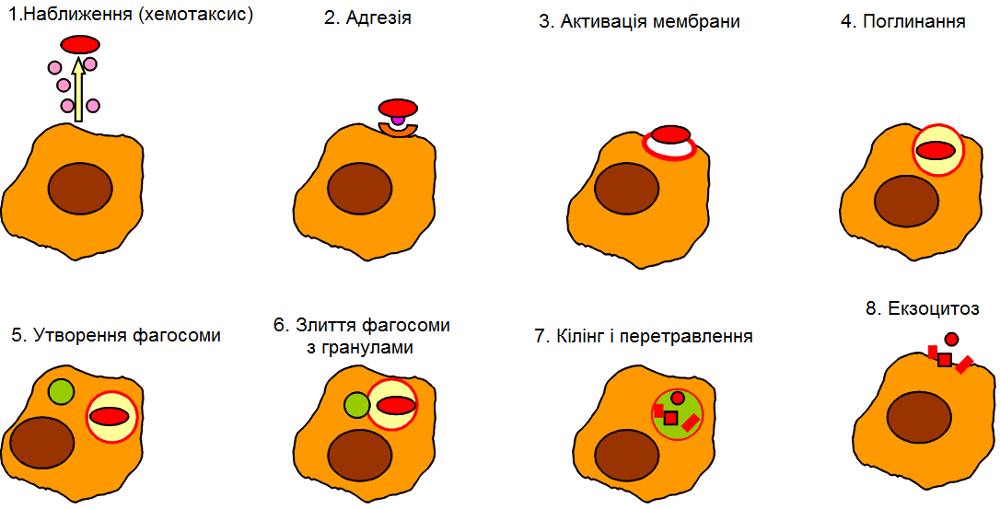 1.Наближення (хемотаксис)
2. Адгезія
3. Активація мембрани
4. Поглинання
5. Утворення фагосоми
6. Злиття фагосоми
з гранулами
7. Кілінг і перетравлення
8. Екзоцитоз